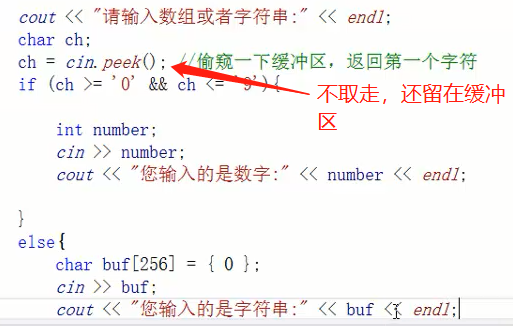 cout << "请输入数组或者字符串:" << endl;
char ch;
ch = cin.peek(); //偷窥一下缓冲区，返回第一个字符
if (ch >= '0' && ch <= '9'){
不取走，还留在缓冲
区
int number;
cin >> number;
cout << "您输入的是数字:" << number << endl;
}
else{
char buf[256] = { 0 };
cin >> buf;
cout << "您输入的是字符串:" << buf << endl;